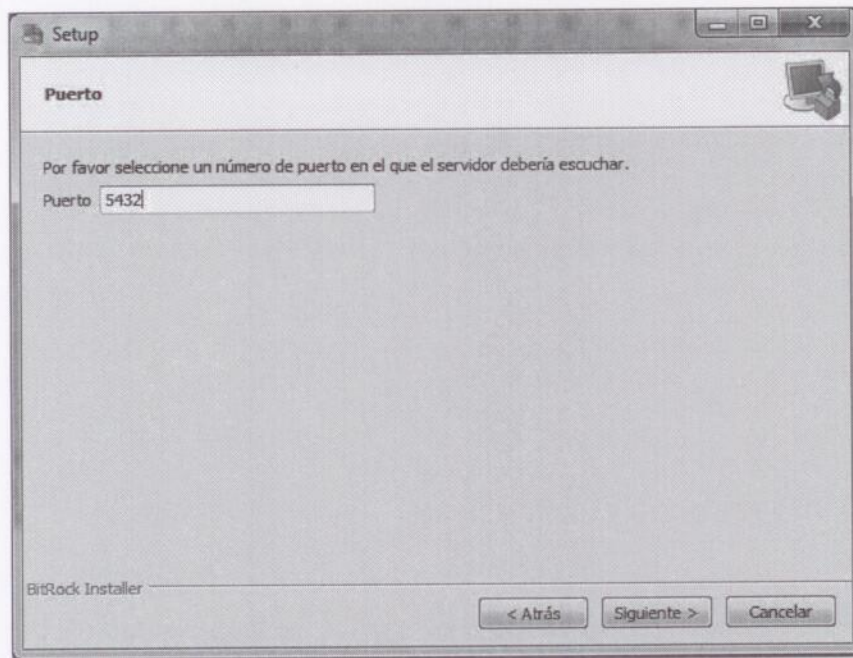 Setup
Puerto
Por favor seleccione un número de puerto en el que el servidor debería escuchar.
Puerto 5432
BitRock Installer
< Atrás
Siguiente >
Cancelar